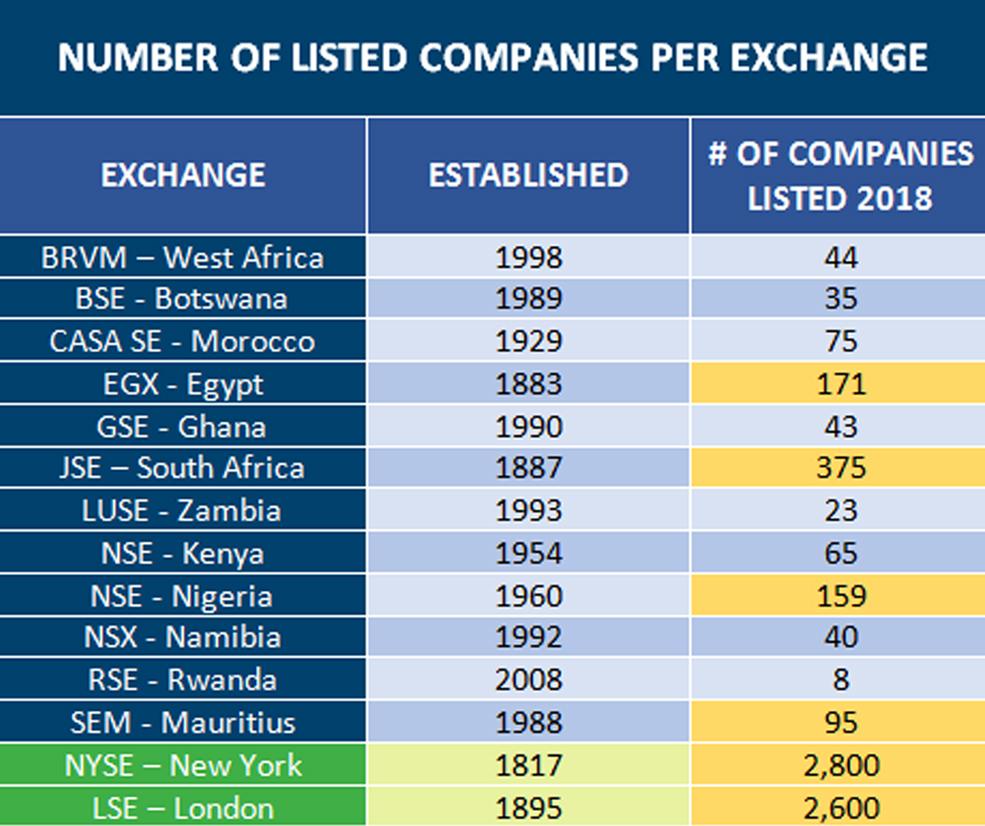 NUMBER OF LISTED COMPANIES PER EXCHANGE
EXCHANGE ESTABLISHED # OF COMPANIES LISTED 2018
BRVM – West Africa 1998 44
BSE - Botswana 1989 35
CASA SE - Morocco 1929 75
EGX - Egypt 1883 171
GSE - Ghana 1990 43
JSE – South Africa 1887 375
LUSE - Zambia 1993 23
NSE - Kenya 1954 65
NSE - Nigeria 1960 159
NSX - Namibia 1992 40
RSE - Rwanda 2008 8
SEM - Mauritius 1988 95
NYSE – New York 1817 2,800
LSE – London 1895 2,600